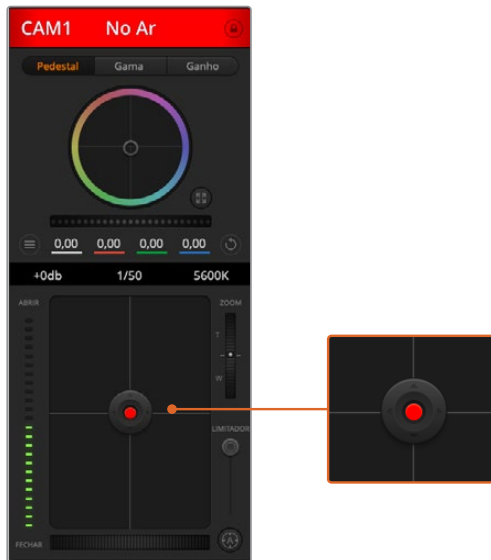 CAM1 No Ar
Pedestal Gama Ganho
0,00 0,00 0,00 0,00
+0db 1/50 5600K
ABRIR ZOOM
T
W
LIMITADOR
FECHAR A